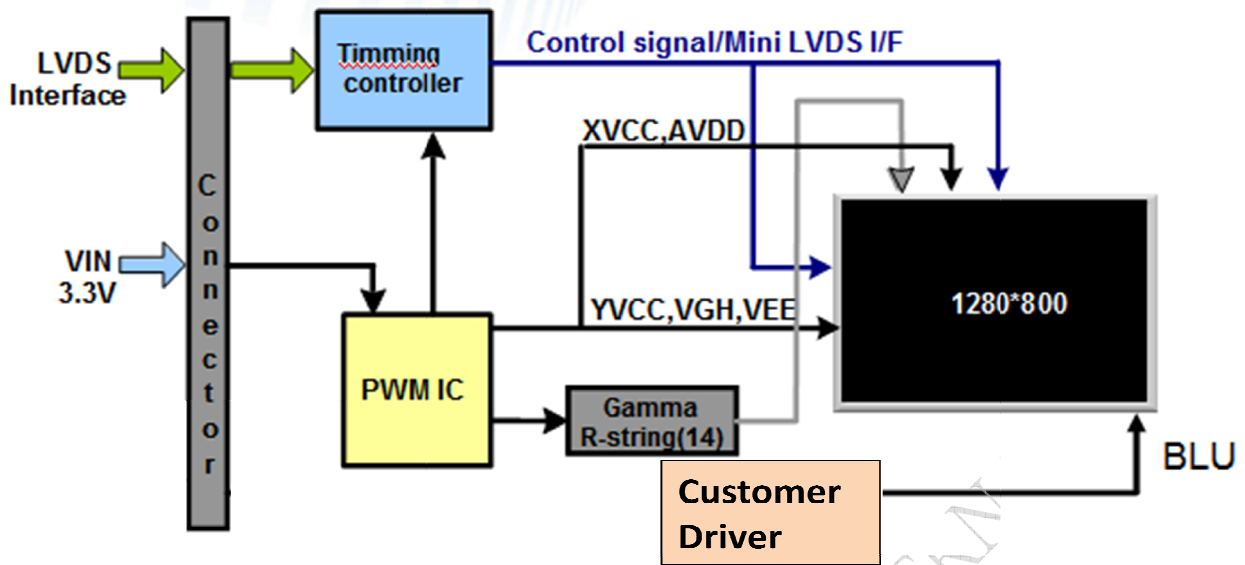 LVDS
Interface
Timming
controller
Control signal/Mini LVDS I/F
XVCC,AVDD
Connector
VIN
3.3V
YVCC,VGH,VEE
1280*800
PWM IC
Gamma
R-string(14)
BLU
Customer
Driver